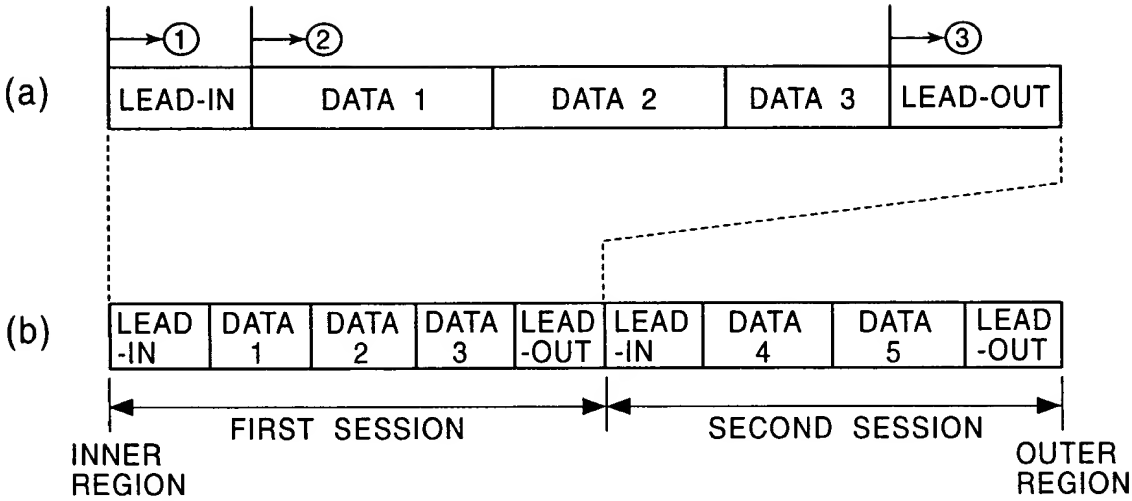 ① ② ③
(a) LEAD-IN DATA 1 DATA 2 DATA 3 LEAD-OUT
(b) LEAD DATA DATA DATA LEAD LEAD DATA DATA LEAD
-IN 1 2 3 -OUT -IN 4 5 -OUT
FIRST SESSION SECOND SESSION
INNER OUTER
REGION REGION